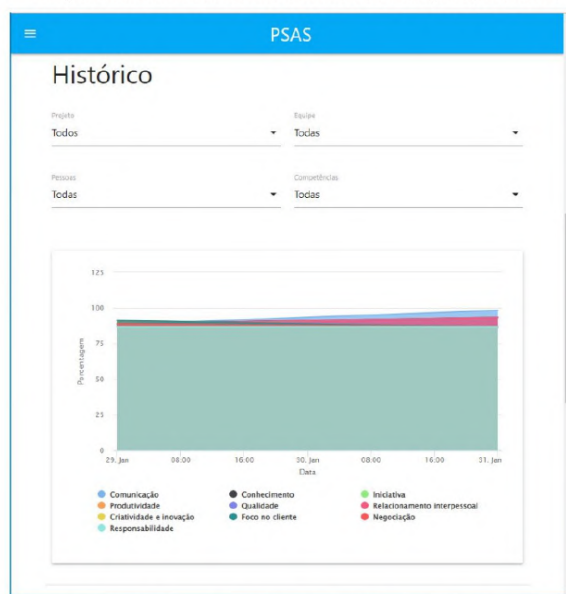 PSAS
Histórico
Projeto Equipe
Todos Todas
Pessoas Competências
Todas Todas
125
100
75
50
25
0
Porcentagem
29. Jan 08:00 16:00 30. Jan 08:00 16:00 31. Jan
Data
Comunicação Conhecimento Iniciativa
Produtividade Qualidade Relacionamento interpessoal
Criatividade e inovação Foco no cliente Negociação
Responsabilidade